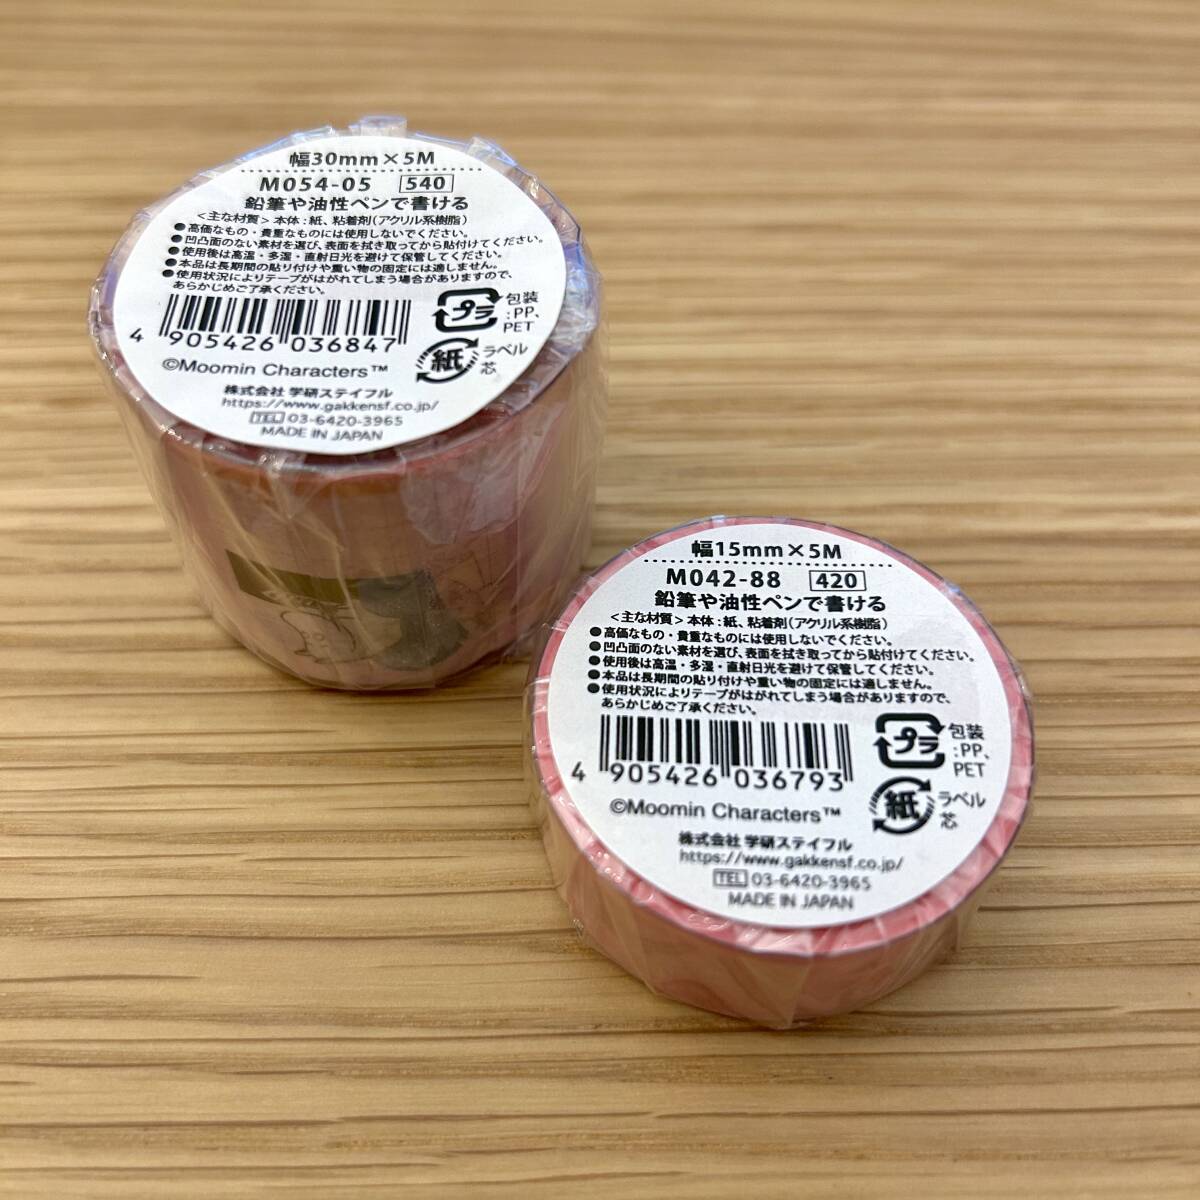 幅30mm×5M
M054-05 540
鉛筆や油性ペンで書ける
<主な材質>本体:紙、粘着剤(アクリル系樹脂)
●高価なもの・貴重なものには使用しないでください。
●凹凸面のない素材を選び、表面を拭き取ってから貼付けてください。
●使用後は高温・多湿・直射日光を避けて保管してください。
●本品は長期間の貼り付けや重い物の固定には適しません。
●使用状況によりテープがはがれてしまう場合がありますので、
あらかじめご了承ください。
プラ 包装
:PP、
PET
4 905426 036847
紙 ラベル
芯
©Moomin Characters™
株式会社 学研ステイフル
https://www.gakkensf.co.jp/
TEL 03-6420-3965
MADE IN JAPAN
幅15mm×5M
M042-88 420
鉛筆や油性ペンで書ける
<主な材質>本体:紙、粘着剤(アクリル系樹脂)
●高価なもの・貴重なものには使用しないでください。
●凹凸面のない素材を選び、表面を拭き取ってから貼付けてください。
●使用後は高温・多湿・直射日光を避けて保管してください。
●本品は長期間の貼り付けや重い物の固定には適しません。
●使用状況によりテープがはがれてしまう場合がありますので、
あらかじめご了承ください。
プラ 包装
:PP、
PET
4 905426 036793
紙 ラベル
芯
©Moomin Characters™
株式会社 学研ステイフル
https://www.gakkensf.co.jp/
TEL 03-6420-3965
MADE IN JAPAN